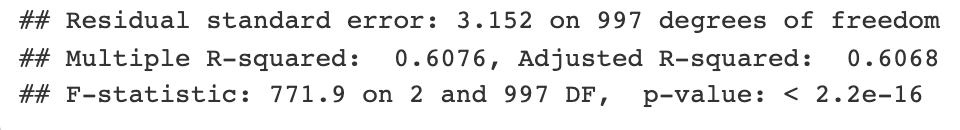 ## Residual standard error: 3.152 on 997 degrees of freedom
## Multiple R-squared:  0.6076, Adjusted R-squared:  0.6068
## F-statistic: 771.9 on 2 and 997 DF,  p-value: < 2.2e-16